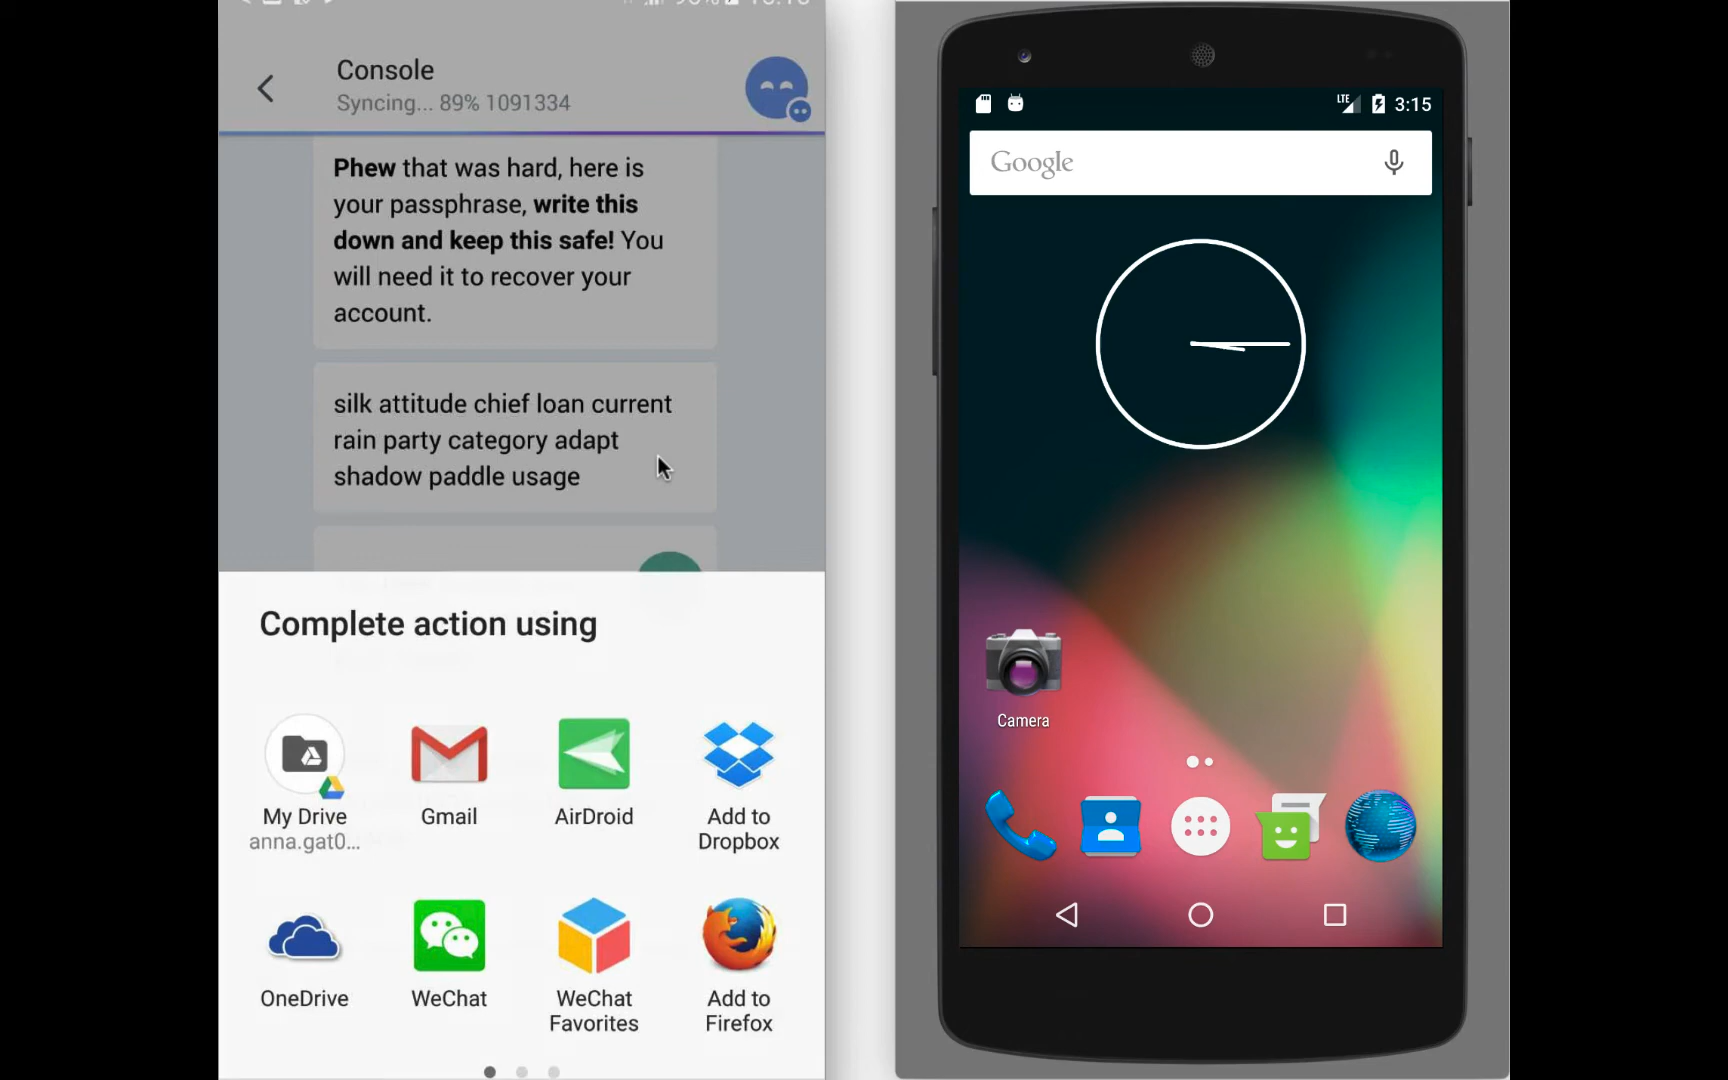 Console
Syncing... 89% 1091334
Phew that was hard, here is
your passphrase, write this
down and keep this safe! You
will need it to recover your
account.
silk attitude chief loan current
rain party category adapt
shadow paddle usage
Complete action using
My Drive
anna.gat0...
Gmail
AirDroid
Add to
Dropbox
OneDrive
WeChat
WeChat
Favorites
Add to
Firefox
LTE
3:15
Google
Camera